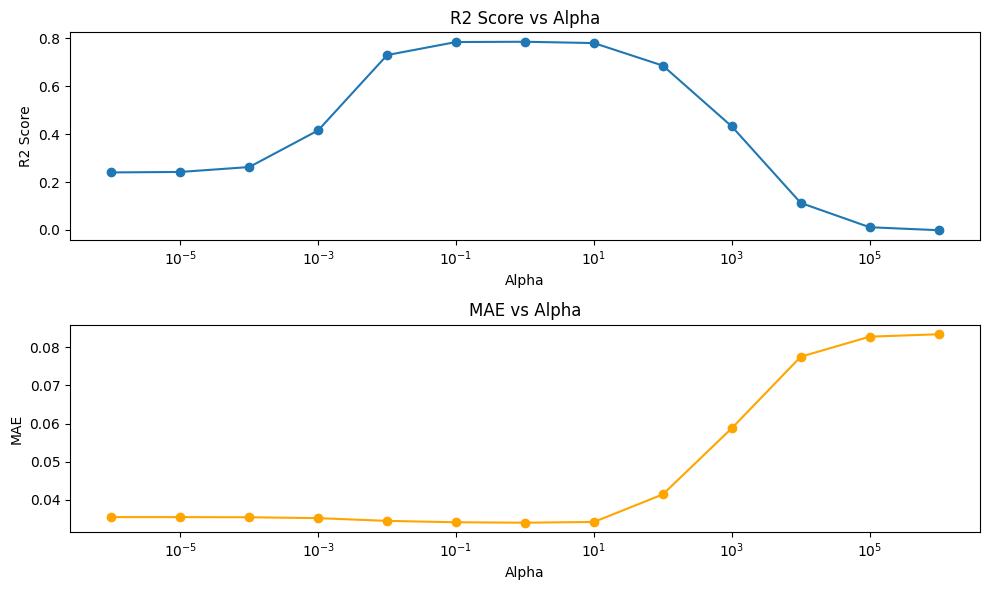 R2 Score vs Alpha
R2 Score
0.8
0.6
0.4
0.2
0.0
10⁻⁵ 10⁻³ 10⁻¹ 10¹ 10³ 10⁵
Alpha
MAE vs Alpha
MAE
0.08
0.07
0.06
0.05
0.04
10⁻⁵ 10⁻³ 10⁻¹ 10¹ 10³ 10⁵
Alpha